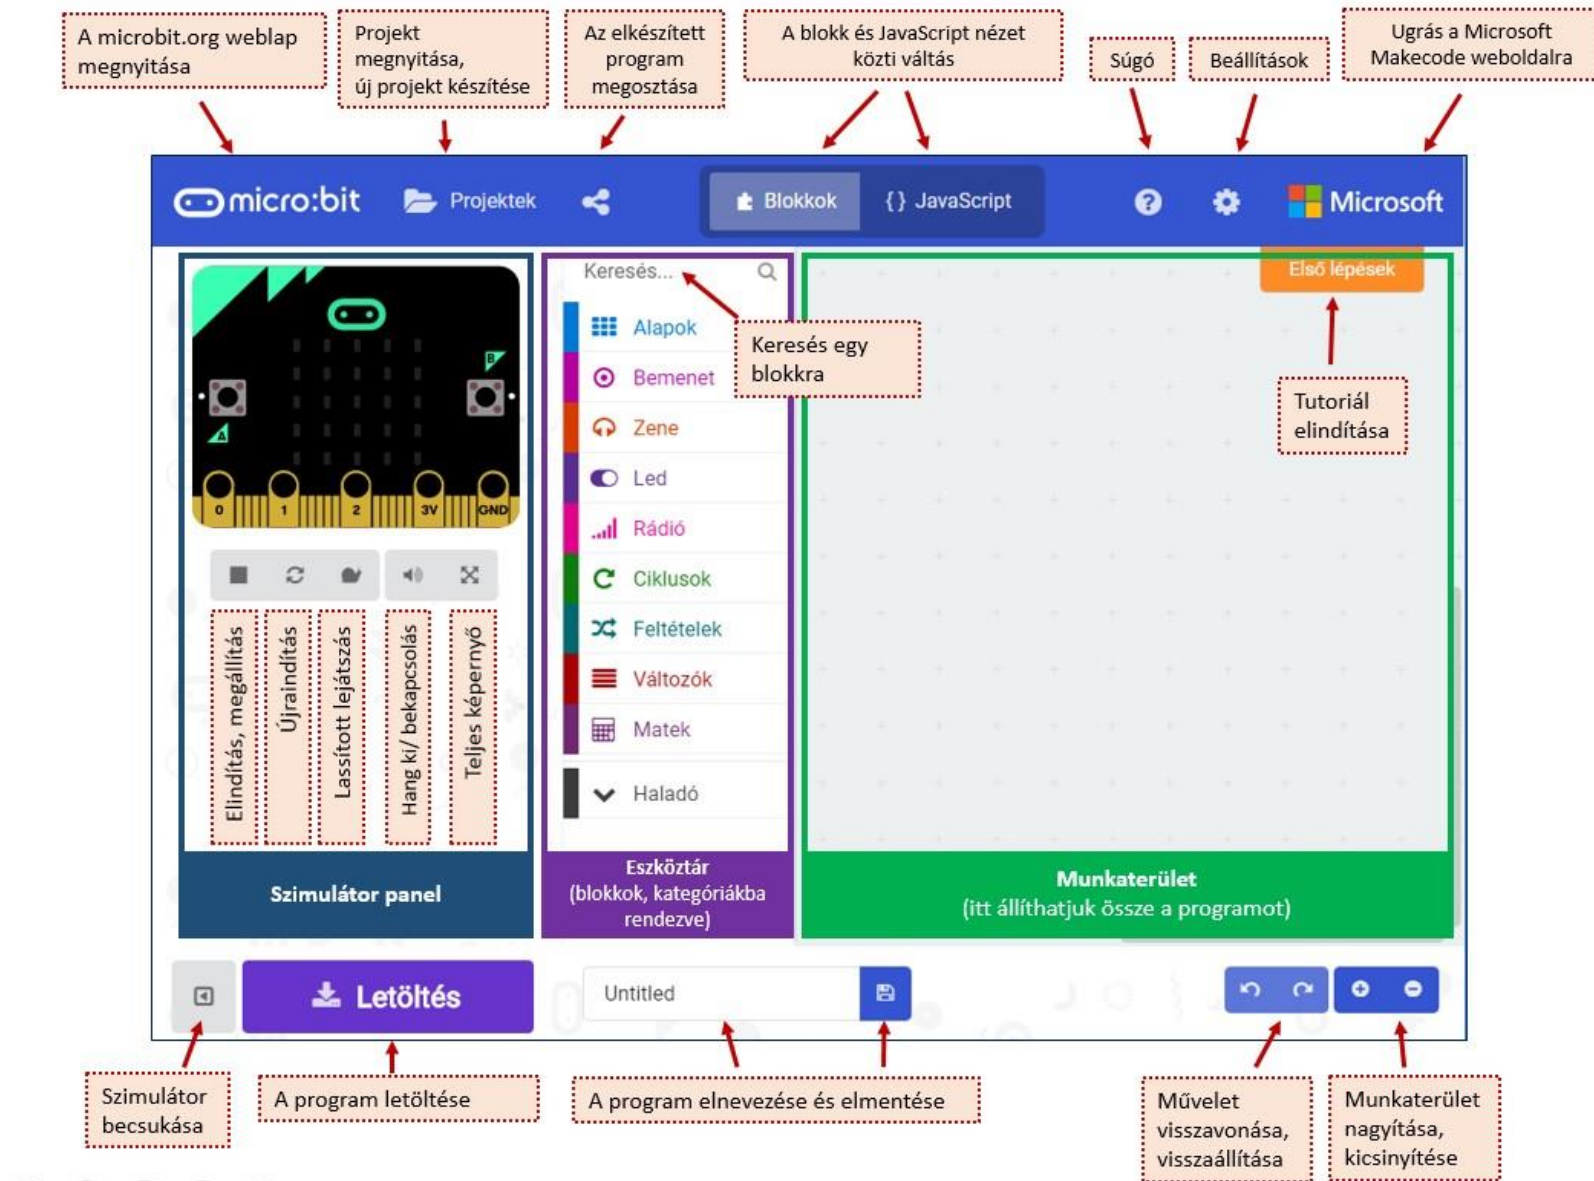 A microbit.org weblap
megnyitása
Projekt
megnyitása,
új projekt készítése
Az elkészített
program
megosztása
A blokk és JavaScript nézet
közti váltás
Súgó
Beállítások
Ugrás a Microsoft
Makecode weboldalra
micro:bit
Projektek
Blokkok
{} JavaScript
?
Microsoft
Keresés...
Első lépések
Alapok
Bemenet
Zene
Led
Rádió
Ciklusok
Feltételek
Változók
Matek
Haladó
Keresés egy
blokkra
Tutoriál
elindítása
B
A
0 1 2 3V GND
Elindítás, megállítás
Újraindítás
Lassított lejátszás
Hang ki/ bekapcsolás
Teljes képernyő
Szimulátor panel
Eszköztár
(blokkok, kategóriákba
rendezve)
Munkaterület
(itt állíthatjuk össze a programot)
Letöltés
Untitled
Szimulátor
becsukása
A program letöltése
A program elnevezése és elmentése
Művelet
visszavonása,
visszaállítása
Munkaterület
nagyítása,
kicsinyítése